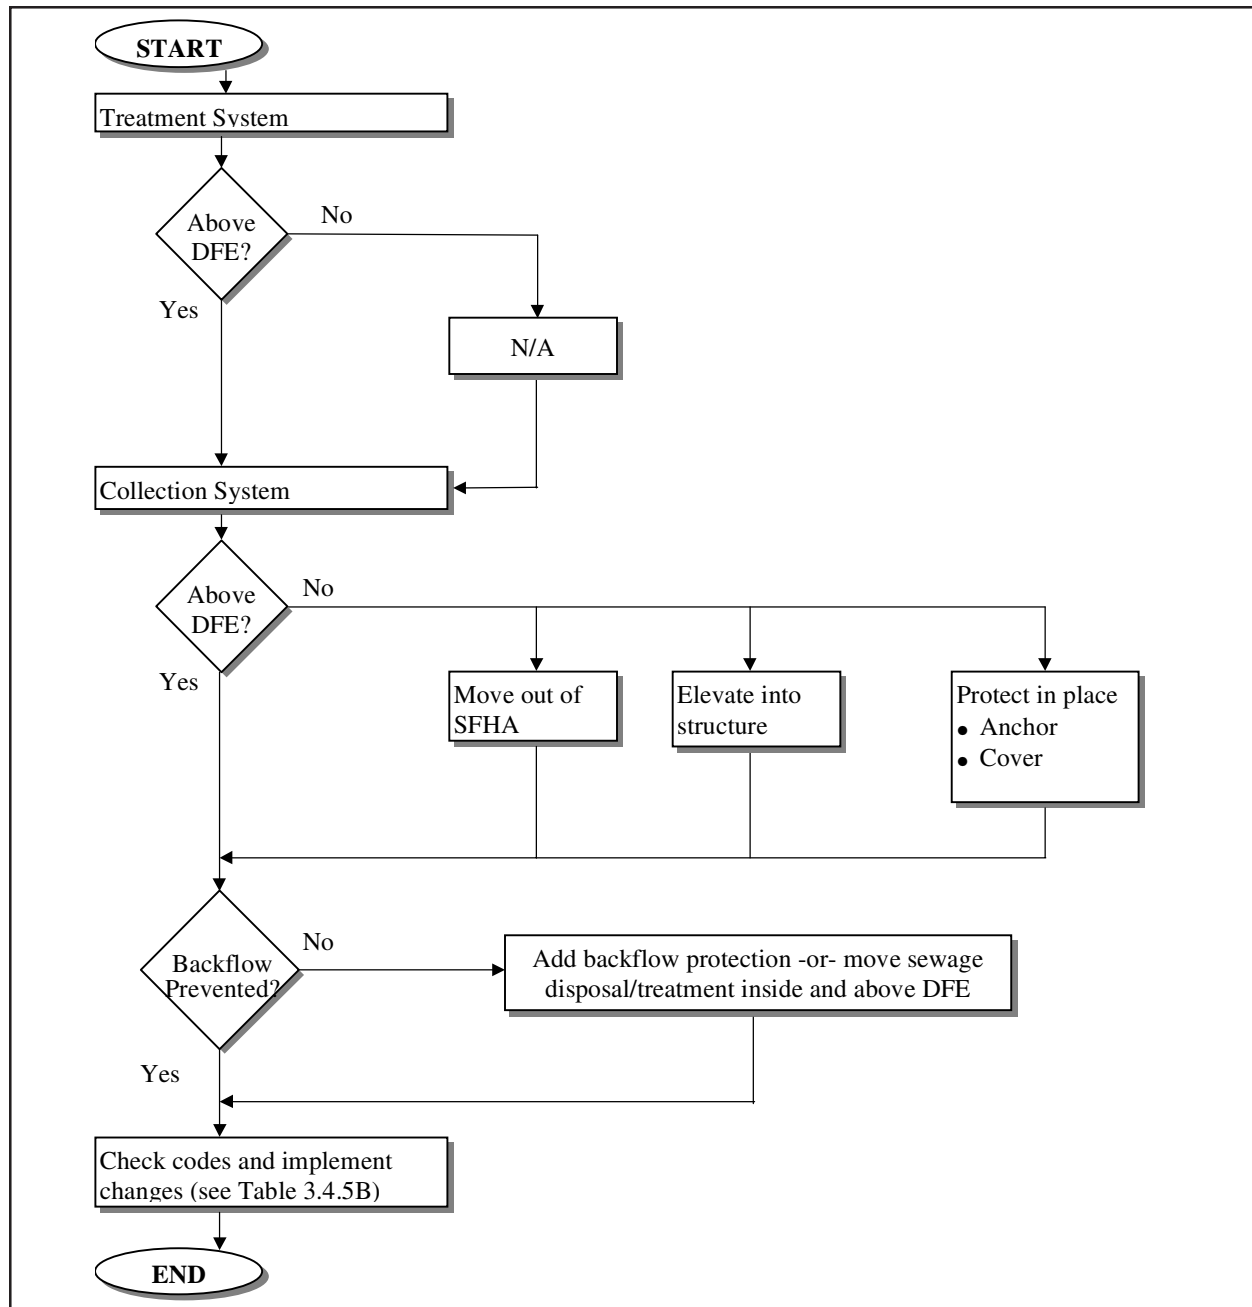 START
Treatment System
Above
DFE?
No
Yes
N/A
Collection System
Above
DFE?
No
Yes
Move out of
SFHA
Elevate into
structure
Protect in place
● Anchor
● Cover
Backflow
Prevented?
No
Add backflow protection -or- move sewage
disposal/treatment inside and above DFE
Yes
Check codes and implement
changes (see Table 3.4.5B)
END